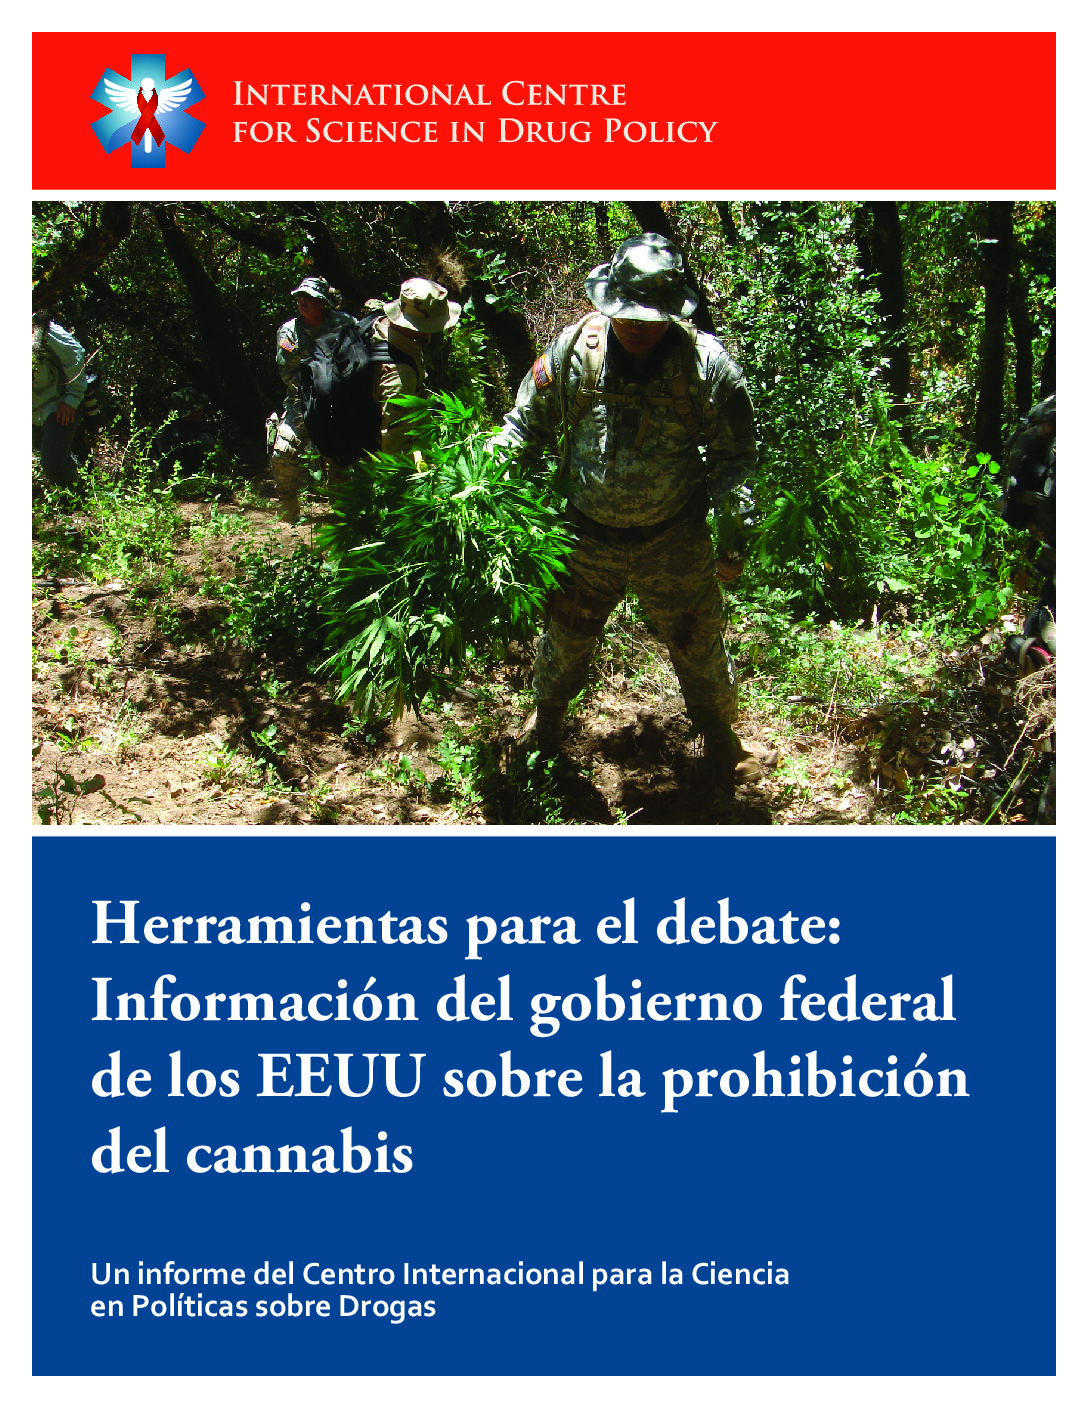 International Centre
for Science in Drug Policy
Herramientas para el debate:
Información del gobierno federal
de los EEUU sobre la prohibición
del cannabis
Un informe del Centro Internacional para la Ciencia
en Políticas sobre Drogas